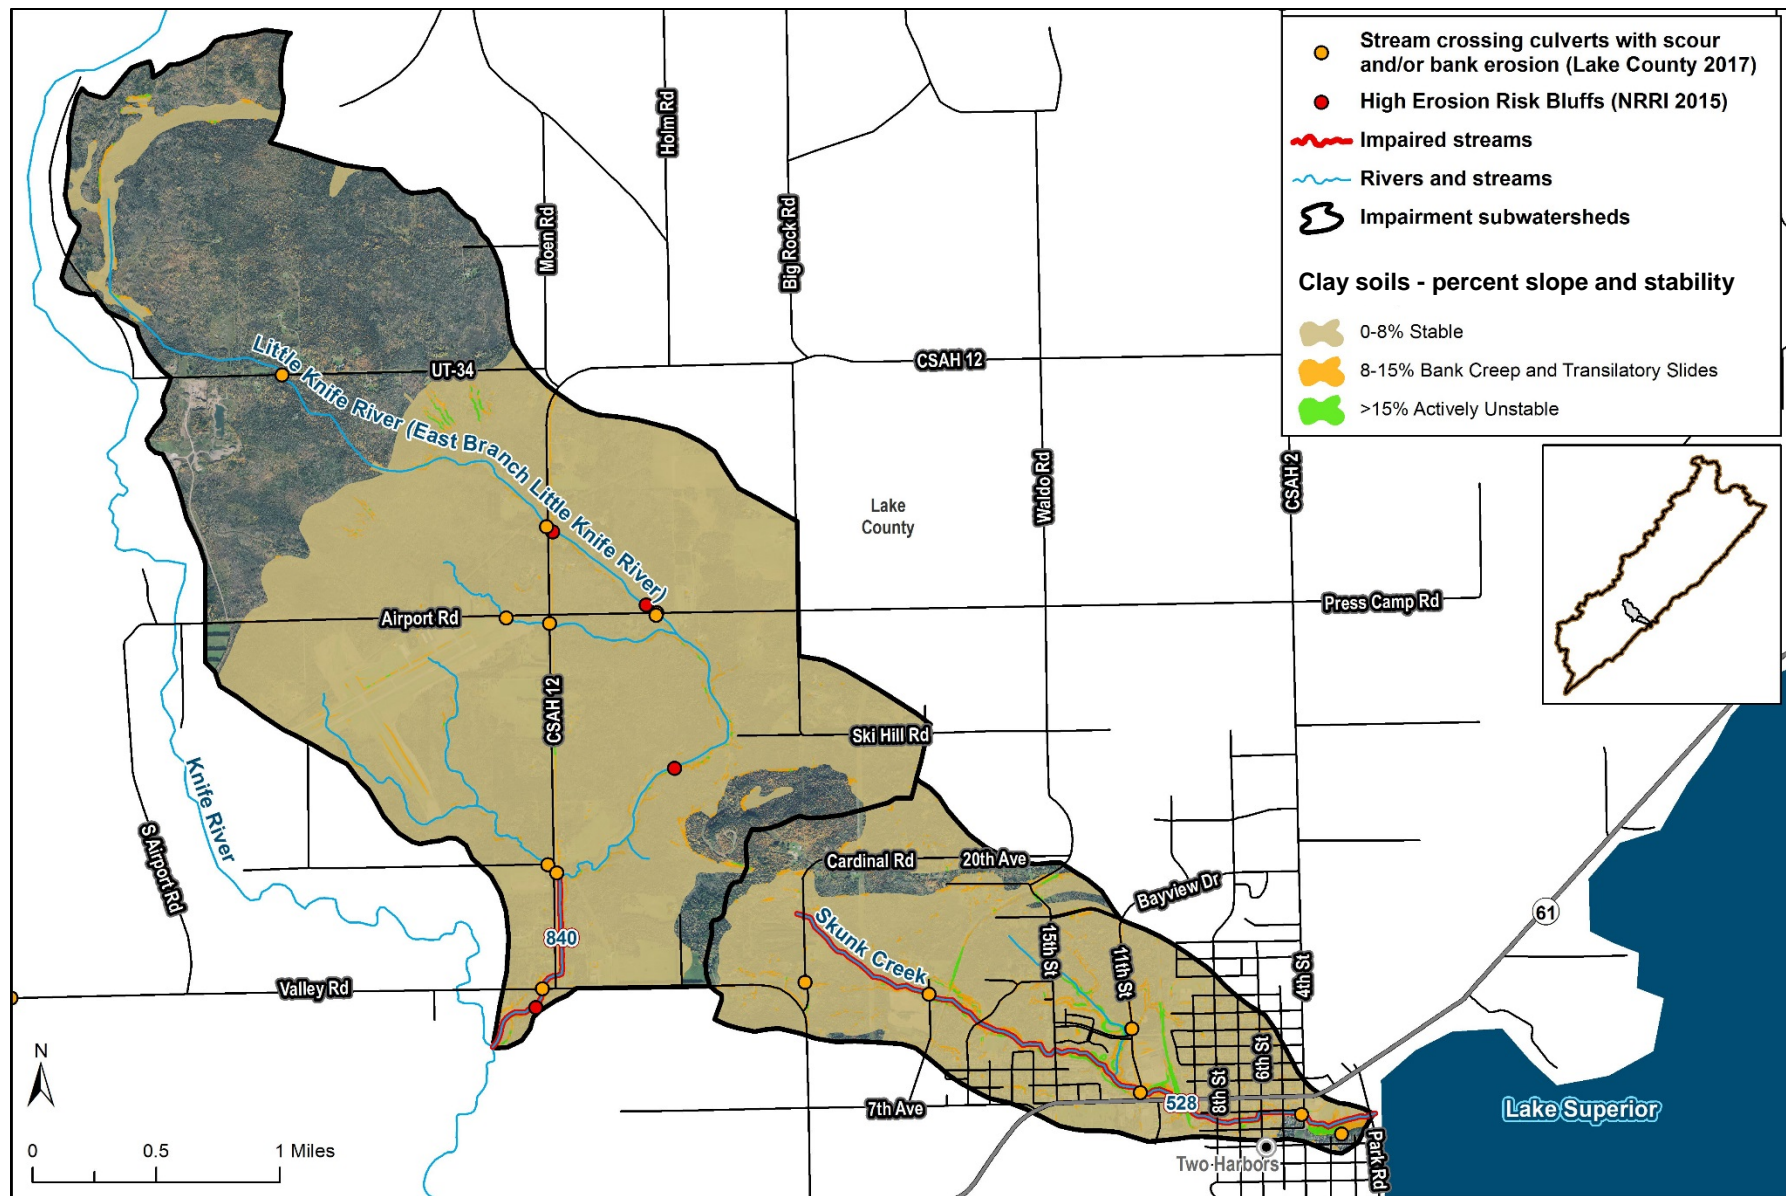 Stream crossing culverts with scour
and/or bank erosion (Lake County 2017)
High Erosion Risk Bluffs (NRRI 2015)
Impaired streams
Rivers and streams
Impairment subwatersheds
Clay soils - percent slope and stability
0-8% Stable
8-15% Bank Creep and Transilatory Slides
>15% Actively Unstable
Holm Rd
Moen Rd
Big Rock Rd
UT-34
CSAH 12
Little Knife River (East Branch Little Knife River)
Lake
County
Waldo Rd
CSAH 2
Airport Rd
Press Camp Rd
CSAH 12
Ski Hill Rd
Knife River
S Airport Rd
Cardinal Rd
20th Ave
Bayview Dr
61
Skunk Creek
15th St
11th St
840
Valley Rd
4th St
6th St
8th St
7th Ave
528
Lake Superior
Two Harbors
Park Rd
N
0
0.5
1 Miles